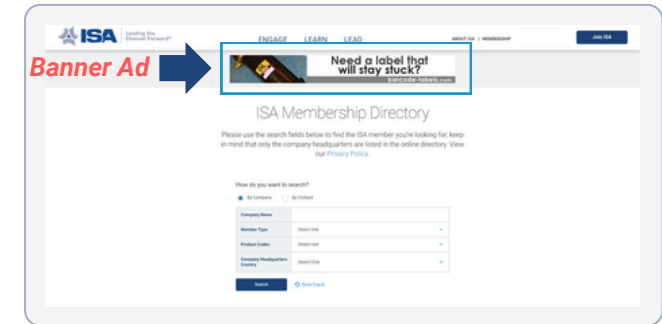 ISA Leading the
Channel Forward™
ENGAGE LEARN LEAD
ABOUT ISA | MEMBERSHIP
Join ISA
Banner Ad
Need a label that
will stay stuck?
barcode-labels.com
ISA Membership Directory
Please use the search fields below to find the ISA member you're looking for; keep
in mind that only the company headquarters are listed in the online directory. View
our Privacy Policy.
How do you want to search?
By Company By Contact
Company Name
Member Type Select one
Product Codes Select one
Company Headquarters
Country Select One
Search Reset Search